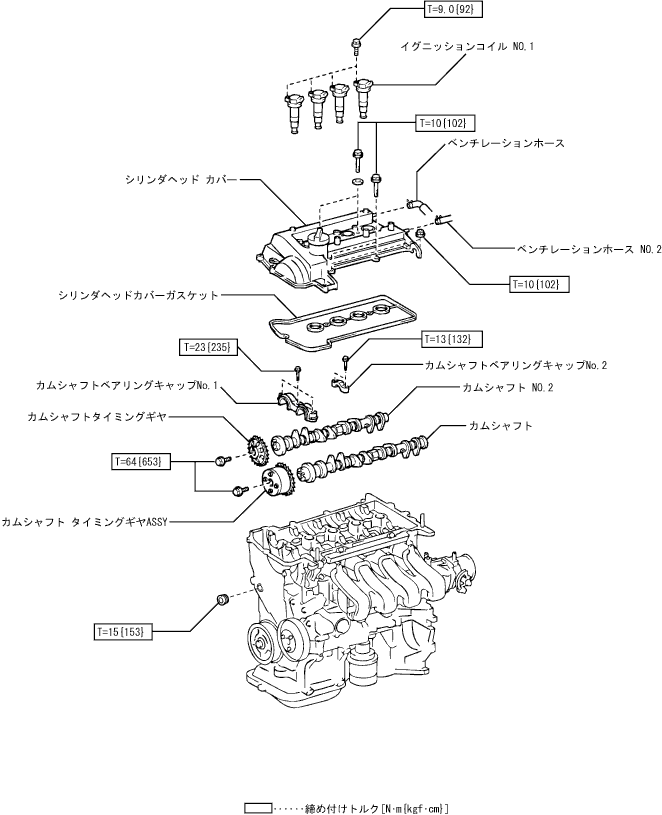 T=9.0{92}
イグニッションコイル NO.1
T=10{102}
ベンチレーションホース
シリンダヘッド カバー
ベンチレーションホース NO.2
T=10{102}
シリンダヘッドカバーガスケット
T=23{235}
T=13{132}
カムシャフトベアリングキャップNo.2
カムシャフトベアリングキャップNo.1
カムシャフト NO.2
カムシャフトタイミングギヤ
カムシャフト
T=64{653}
カムシャフト タイミングギヤASSY
T=15{153}
······締め付けトルク[N·m{kgf·cm}]